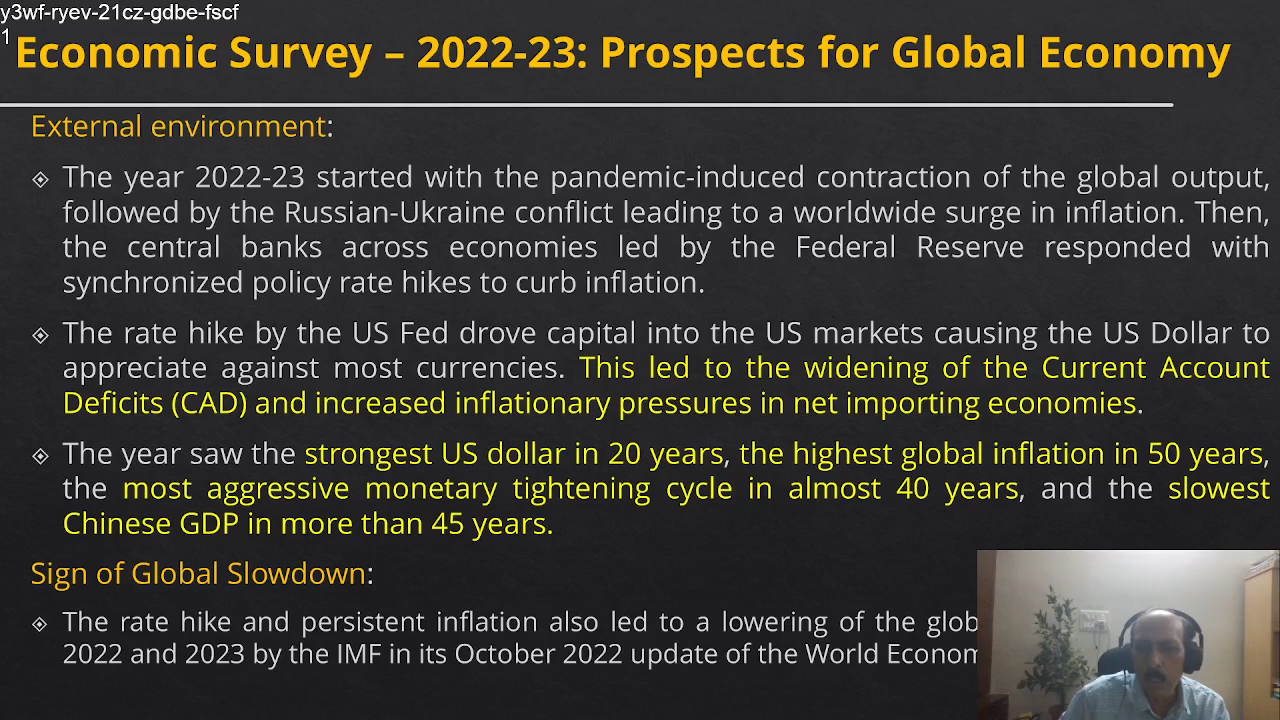 y3wf-ryev-21cz-gdbe-fscf
1
Economic Survey – 2022-23: Prospects for Global Economy
External environment:
The year 2022-23 started with the pandemic-induced contraction of the global output,
followed by the Russian-Ukraine conflict leading to a worldwide surge in inflation. Then,
the central banks across economies led by the Federal Reserve responded with
synchronized policy rate hikes to curb inflation.
The rate hike by the US Fed drove capital into the US markets causing the US Dollar to
appreciate against most currencies. This led to the widening of the Current Account
Deficits (CAD) and increased inflationary pressures in net importing economies.
The year saw the strongest US dollar in 20 years, the highest global inflation in 50 years,
the most aggressive monetary tightening cycle in almost 40 years, and the slowest
Chinese GDP in more than 45 years.
Sign of Global Slowdown:
The rate hike and persistent inflation also led to a lowering of the
2022 and 2023 by the IMF in its October 2022 update of the World